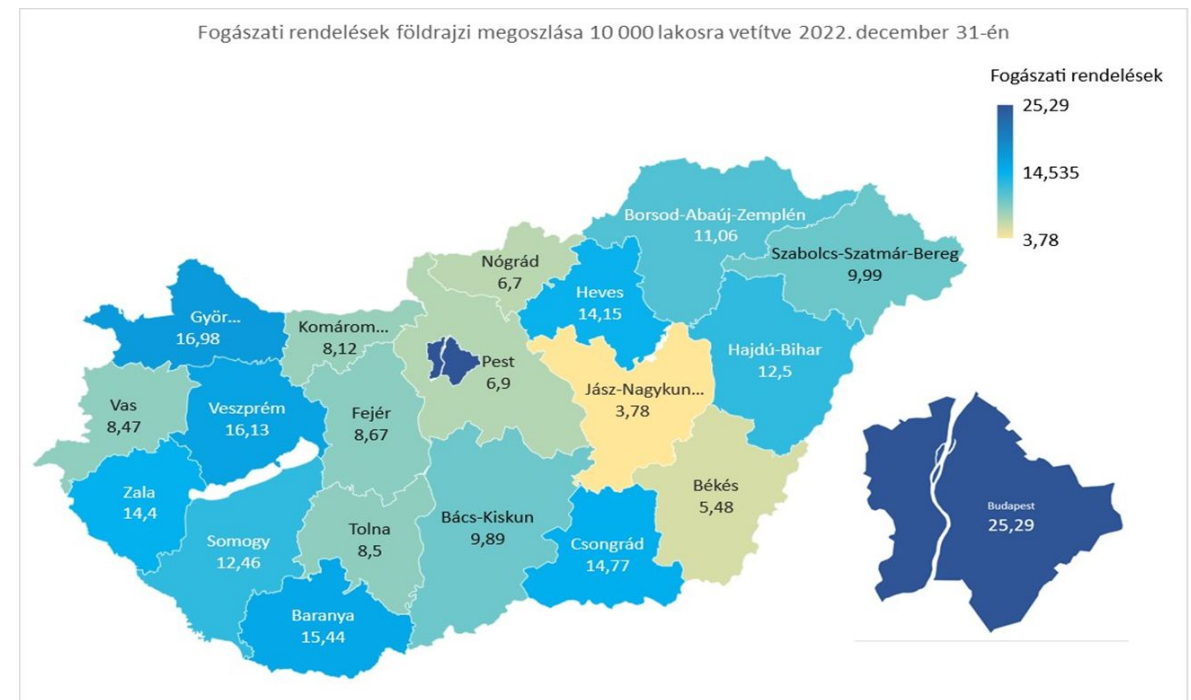 Fogászati rendelések földrajzi megoszlása 10 000 lakosra vetítve 2022. december 31-én
Fogászati rendelések
25,29
14,535
3,78
Borsod-Abaúj-Zemplén
11,06
Szabolcs-Szatmár-Bereg
9,99
Nógrád
6,7
Heves
14,15
Győr...
16,98
Komárom...
8,12
Pest
6,9
Hajdú-Bihar
12,5
Jász-Nagykun...
3,78
Vas
8,47
Veszprém
16,13
Fejér
8,67
Zala
14,4
Békés
5,48
Somogy
12,46
Tolna
8,5
Bács-Kiskun
9,89
Csongrád
14,77
Budapest
25,29
Baranya
15,44